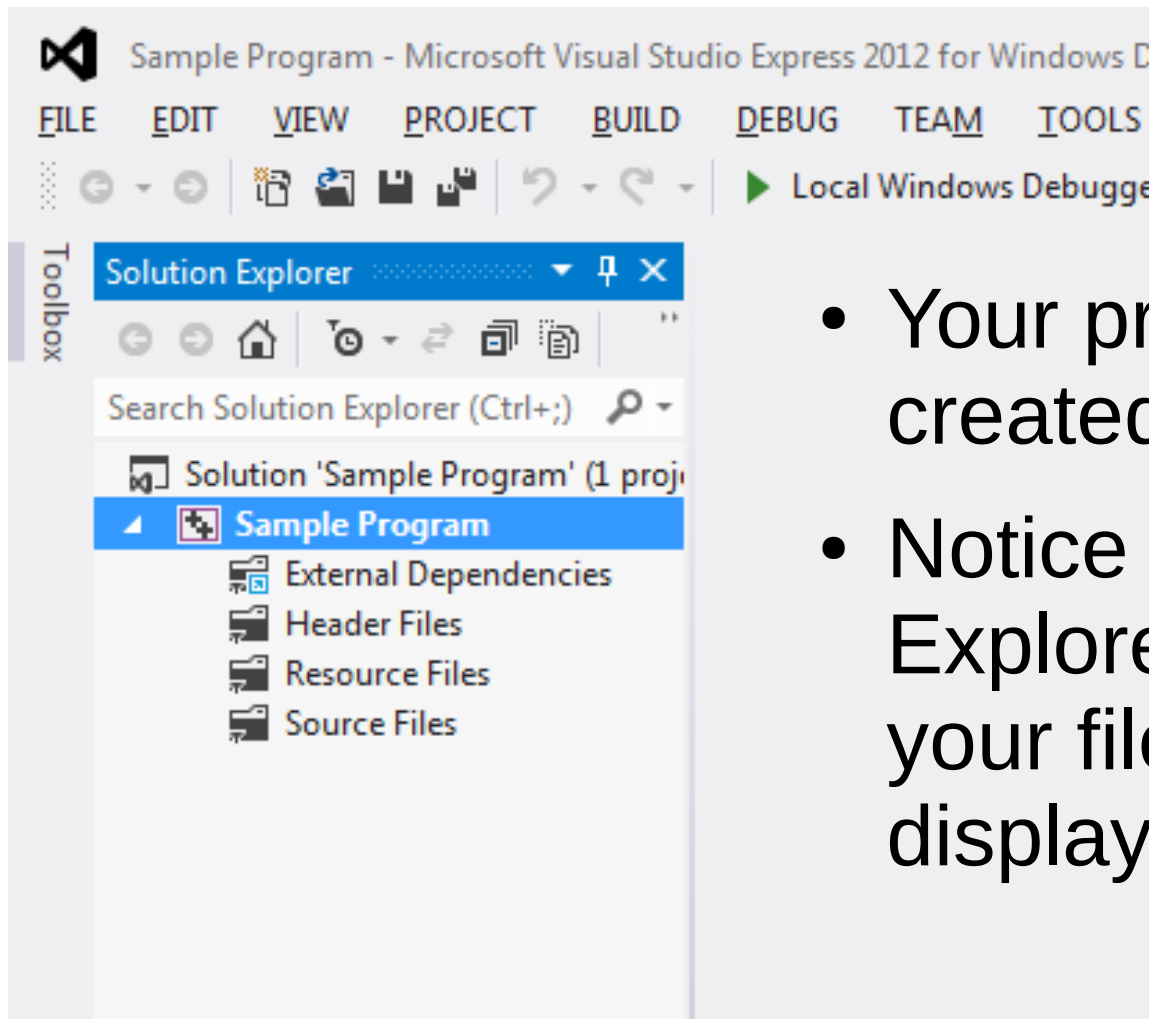 Sample Program - Microsoft Visual Studio Express 2012 for Windows D
FILE EDIT VIEW PROJECT BUILD DEBUG TEAM TOOLS
Local Windows Debugge
Toolbox
Solution Explorer
Search Solution Explorer (Ctrl+;)
Solution 'Sample Program' (1 proj
Sample Program
External Dependencies
Header Files
Resource Files
Source Files
• Your pr
created
• Notice
Explore
your file
display